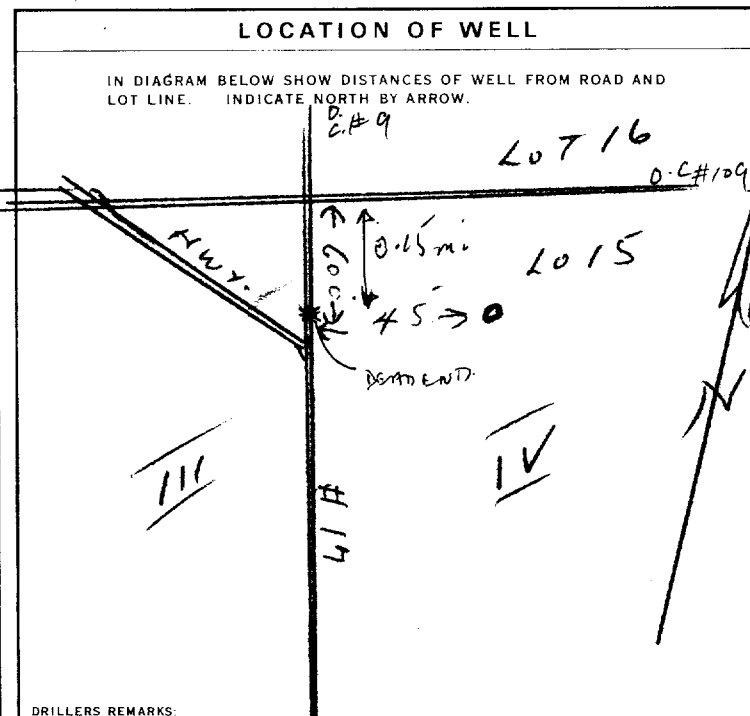 LOCATION OF WELL
IN DIAGRAM BELOW SHOW DISTANCES OF WELL FROM ROAD AND
LOT LINE. INDICATE NORTH BY ARROW.
D.
C.# 9
LOT 16
D.C#109
HWY.
600'
0.15 mi
LO 15
45' →
DEAD END.
III
IV
N
DRILLERS REMARKS: